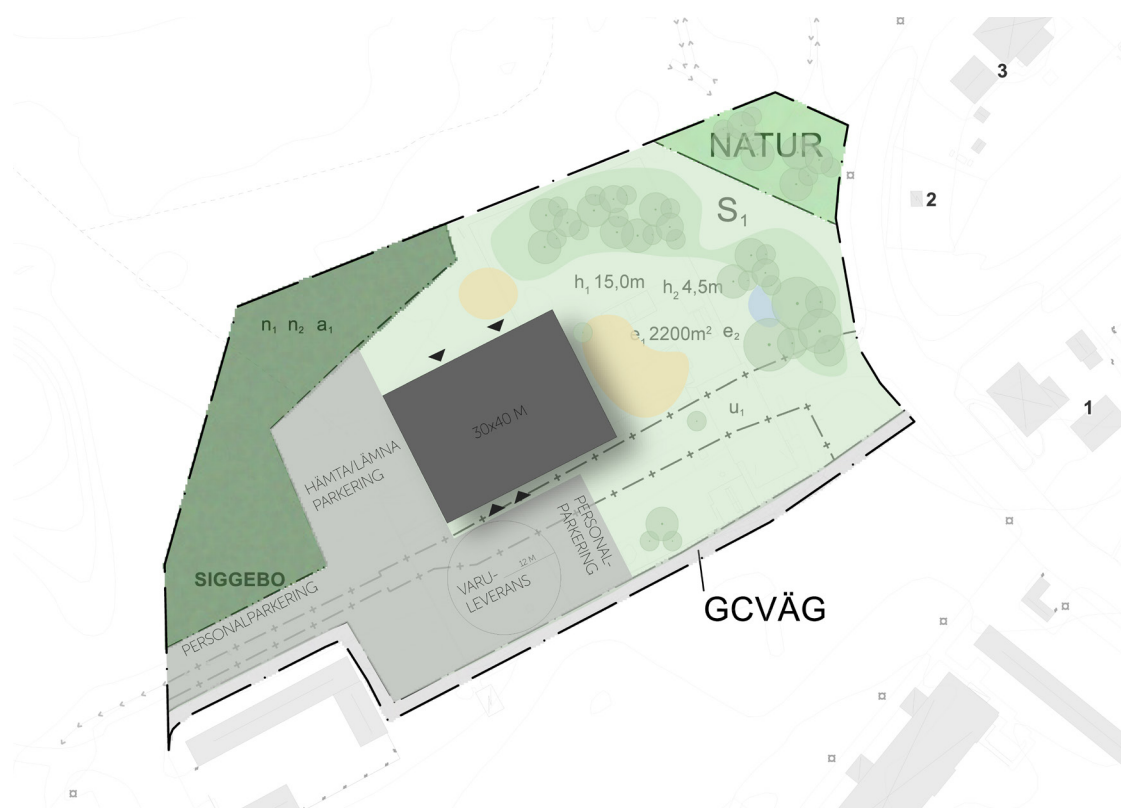 3
NATUR
2
S₁
h₁ 15,0m h₂ 4,5m
n₁ n₂ a₁
e₁ 2200m² e₂
30x40 M
u₁
1
HÄMTA/LÄMNA
PARKERING
PERSONAL-
PARKERING
12 M
SIGGEBO
VARU-
LEVERANS
PERSONALPARKERING
GCVÄG